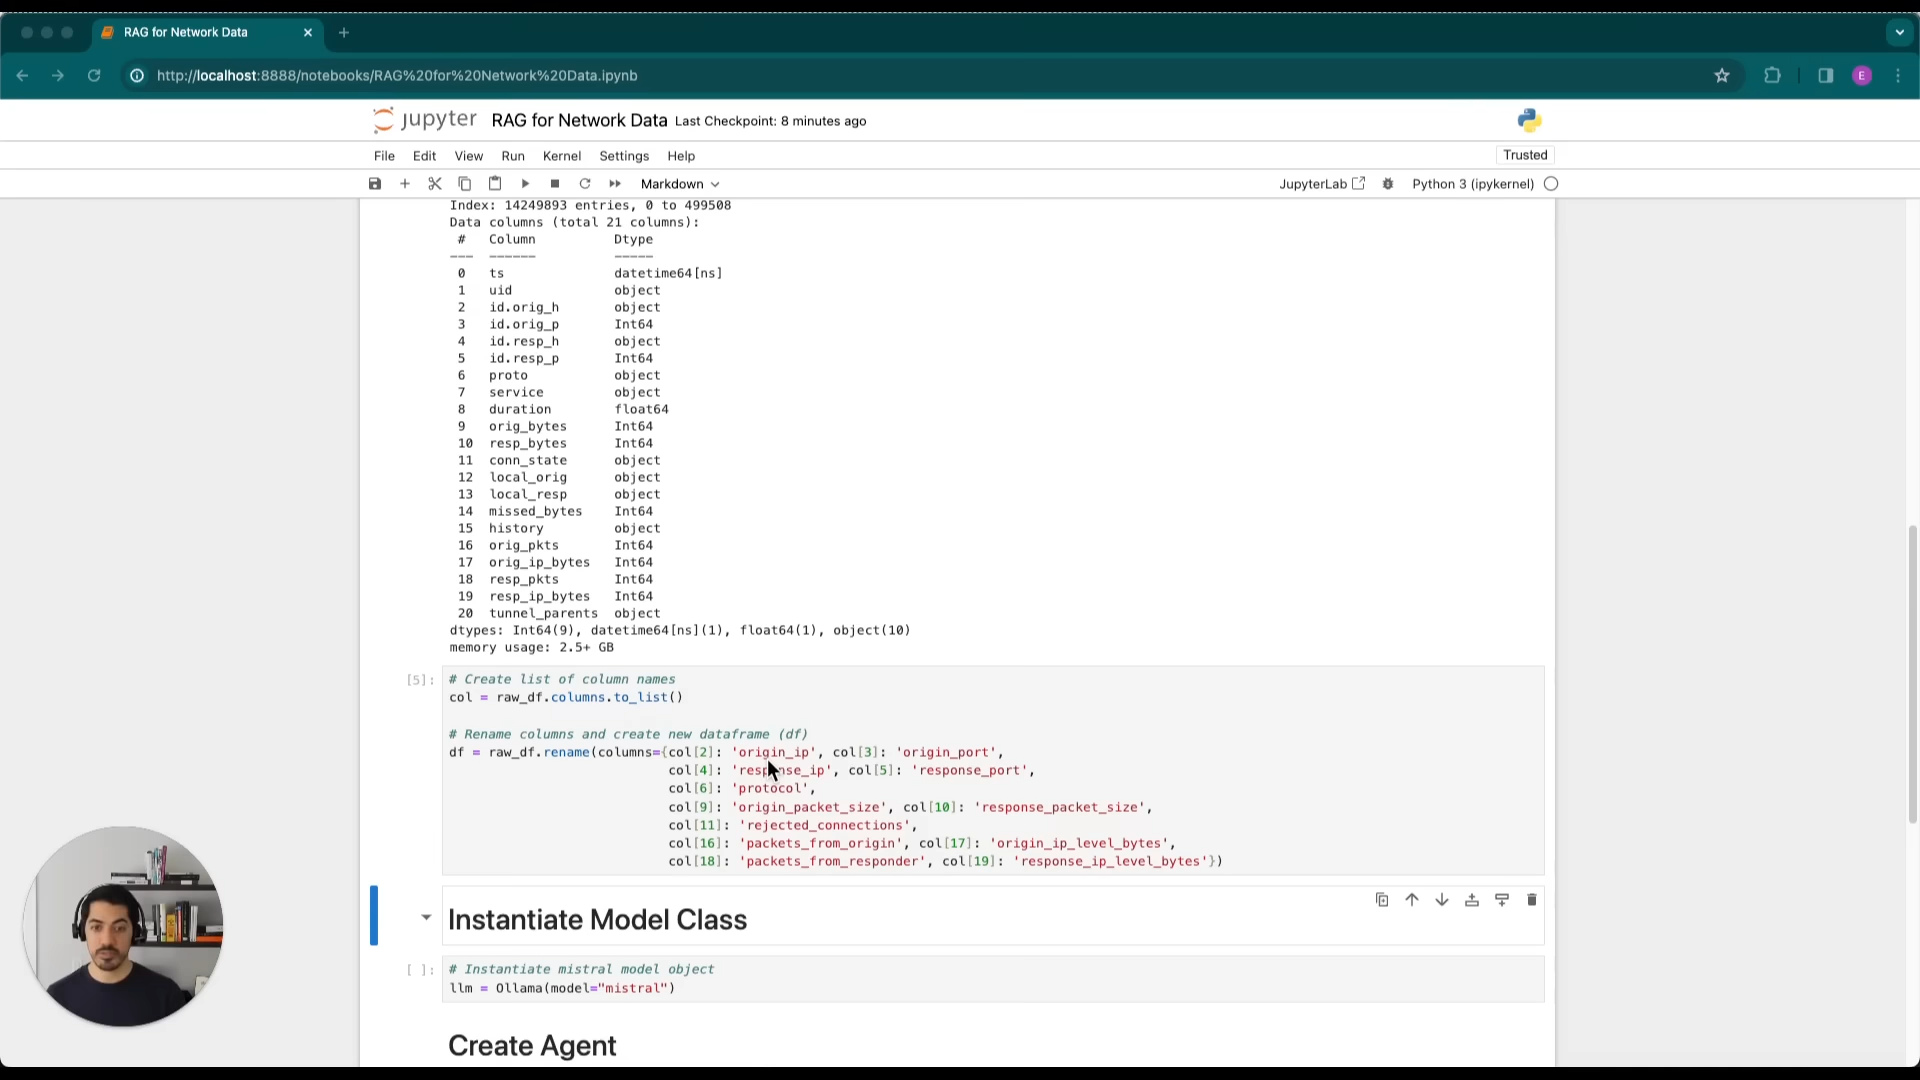 RAG for Network Data
http://localhost:8888/notebooks/RAG%20for%20Network%20Data.ipynb
E
jupyter RAG for Network Data Last Checkpoint: 8 minutes ago
File Edit View Run Kernel Settings Help Trusted
Markdown JupyterLab Python 3 (ipykernel)
Index: 14249893 entries, 0 to 499508
Data columns (total 21 columns):
# Column Dtype
--- ------ -----
0 ts datetime64[ns]
1 uid object
2 id.orig_h object
3 id.orig_p Int64
4 id.resp_h object
5 id.resp_p Int64
6 proto object
7 service object
8 duration float64
9 orig_bytes Int64
10 resp_bytes Int64
11 conn_state object
12 local_orig object
13 local_resp object
14 missed_bytes Int64
15 history object
16 orig_pkts Int64
17 orig_ip_bytes Int64
18 resp_pkts Int64
19 resp_ip_bytes Int64
20 tunnel_parents object
dtypes: Int64(9), datetime64[ns](1), float64(1), object(10)
memory usage: 2.5+ GB
[5]: # Create list of column names
col = raw_df.columns.to_list()
# Rename columns and create new dataframe (df)
df = raw_df.rename(columns={col[2]: 'origin_ip', col[3]: 'origin_port',
col[4]: 'response_ip', col[5]: 'response_port',
col[6]: 'protocol',
col[9]: 'origin_packet_size', col[10]: 'response_packet_size',
col[11]: 'rejected_connections',
col[16]: 'packets_from_origin', col[17]: 'origin_ip_level_bytes',
col[18]: 'packets_from_responder', col[19]: 'response_ip_level_bytes'})
Instantiate Model Class
[ ]: # Instantiate mistral model object
llm = Ollama(model="mistral")
Create Agent